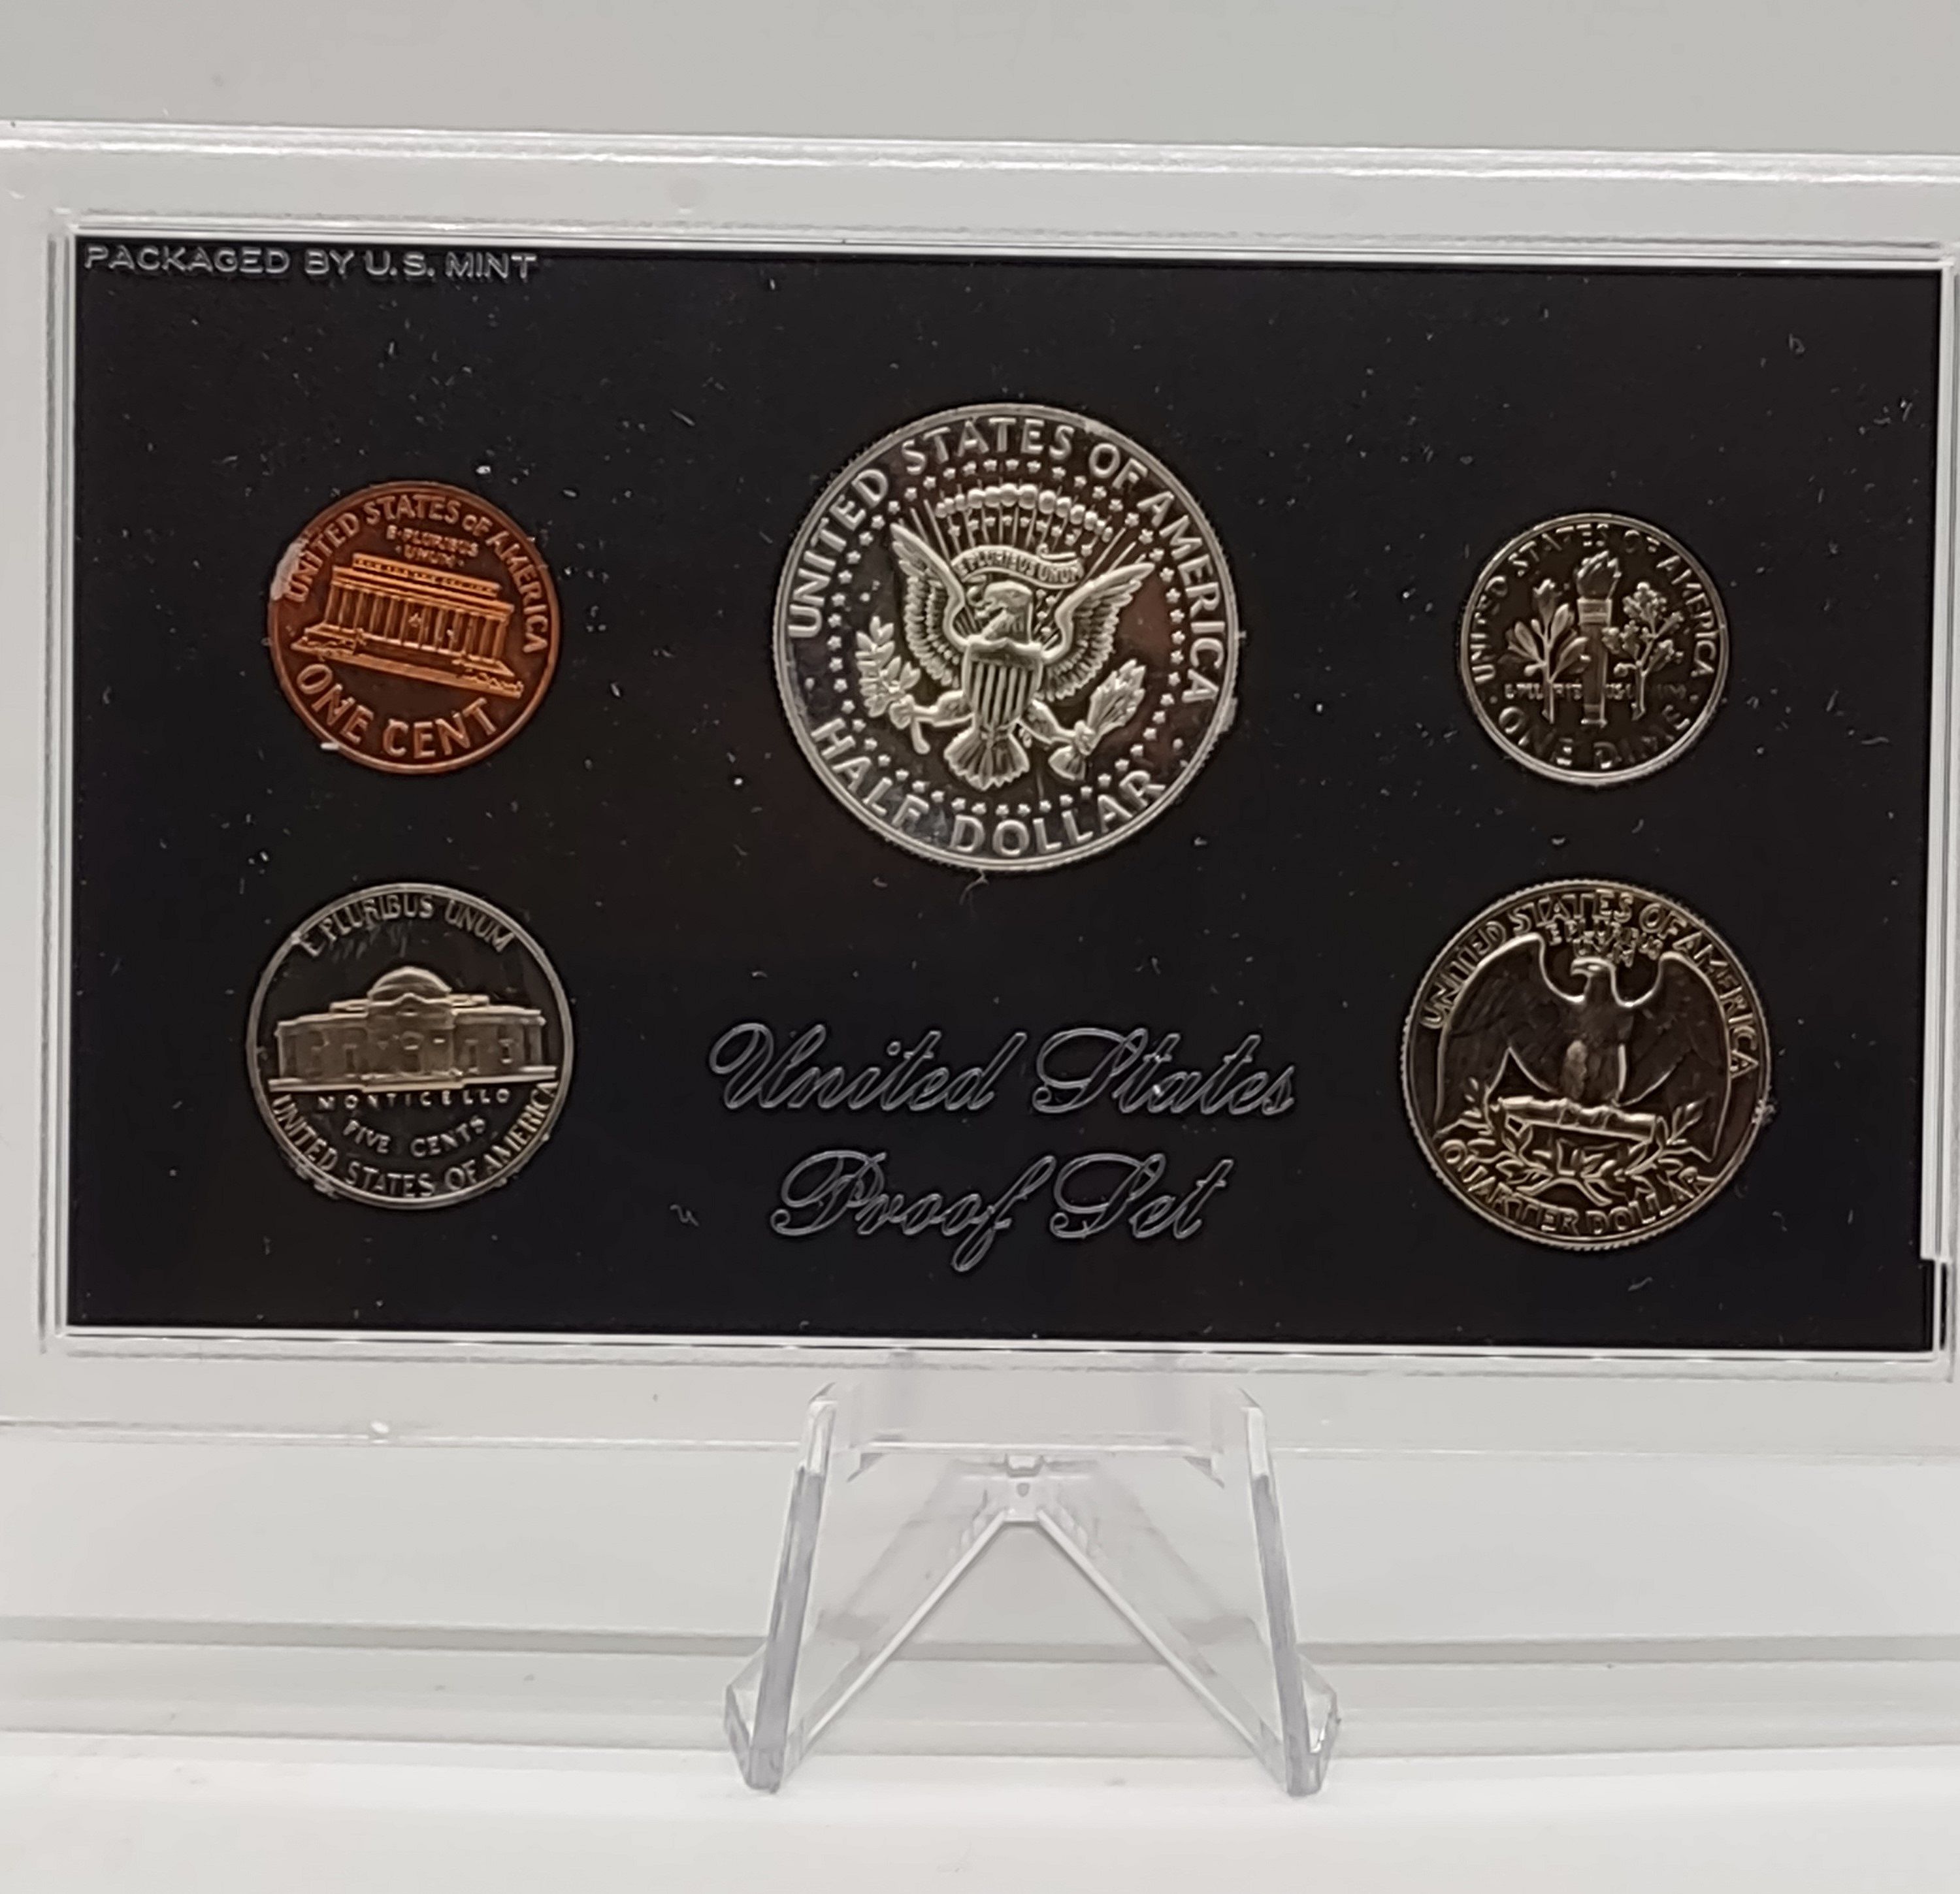 PACKAGED BY U.S. MINT
UNITED STATES OF AMERICA
E·PLURIBUS
·UNUM·
ONE CENT
UNITED STATES OF AMERICA
E PLURIBUS UNUM
HALF DOLLAR
UNITED STATES OF AMERICA
ONE DIME
E PLURIBUS UNUM
MONTICELLO
FIVE CENTS
UNITED STATES OF AMERICA
United States
Proof Set
UNITED STATES OF AMERICA
QUARTER DOLLAR